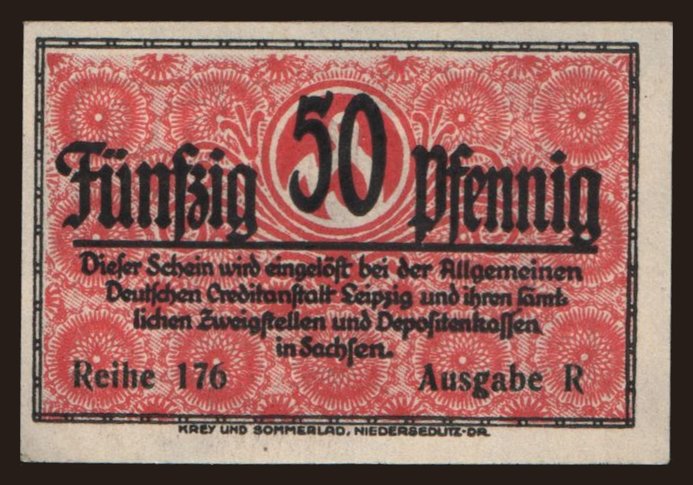 Fünfzig 50 Pfennig
Dieser Schein wird eingelöst bei der Allgemeinen
Deutschen Creditanstalt Leipzig und ihren sämt-
lichen Zweigstellen und Depositenkassen
in Sachsen.
Reihe 176 Ausgabe R
KREY UND SOMMERLAD, NIEDERSEDLITZ-DR.